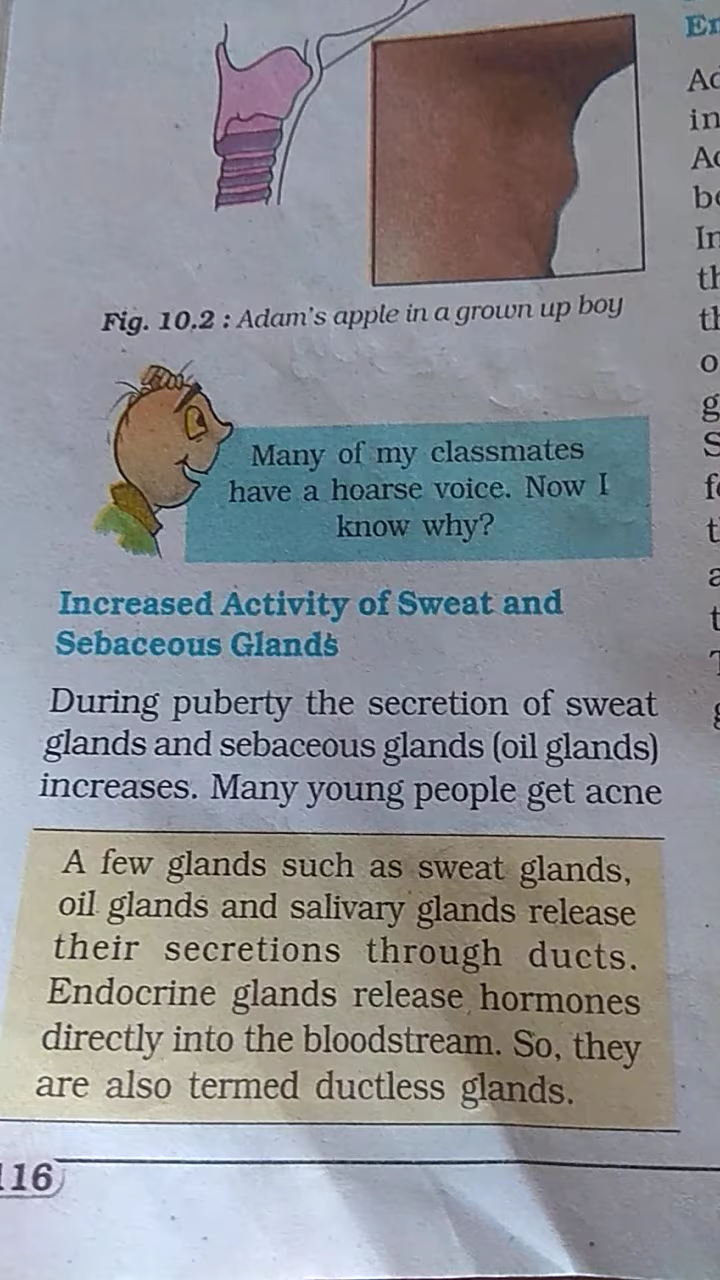 Fig. 10.2 : Adam's apple in a grown up boy
Many of my classmates
have a hoarse voice. Now I
know why?
Increased Activity of Sweat and
Sebaceous Glands
During puberty the secretion of sweat
glands and sebaceous glands (oil glands)
increases. Many young people get acne
A few glands such as sweat glands,
oil glands and salivary glands release
their secretions through ducts.
Endocrine glands release hormones
directly into the bloodstream. So, they
are also termed ductless glands.
116